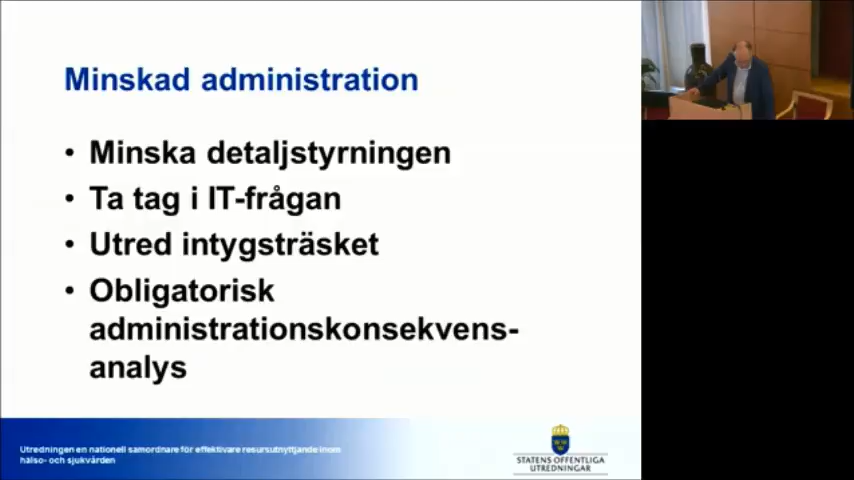 Minskad administration
• Minska detaljstyrningen
• Ta tag i IT-frågan
• Utred intygsträsket
• Obligatorisk
administrationskonsekvens-
analys
Utredningen en nationell samordnare för effektivare resursutnyttjande inom
hälso- och sjukvården
STATENS OFFENTLIGA
UTREDNINGAR